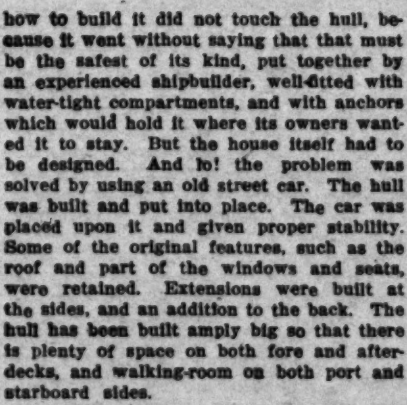 how to build it did not touch the hull, be-
cause it went without saying that that must
be the safest of its kind, put together by
an experienced shipbuilder, well-fitted with
water-tight compartments, and with anchors
which would hold it where its owners want-
ed it to stay. But the house itself had to
be designed. And lo! the problem was
solved by using an old street car. The hull
was built and put into place. The car was
placed upon it and given proper stability.
Some of the original features, such as the
roof and part of the windows and seats,
were retained. Extensions were built at
the sides, and an addition to the back. The
hull has been built amply big so that there
is plenty of space on both fore and after-
decks, and walking-room on both port and
starboard sides.